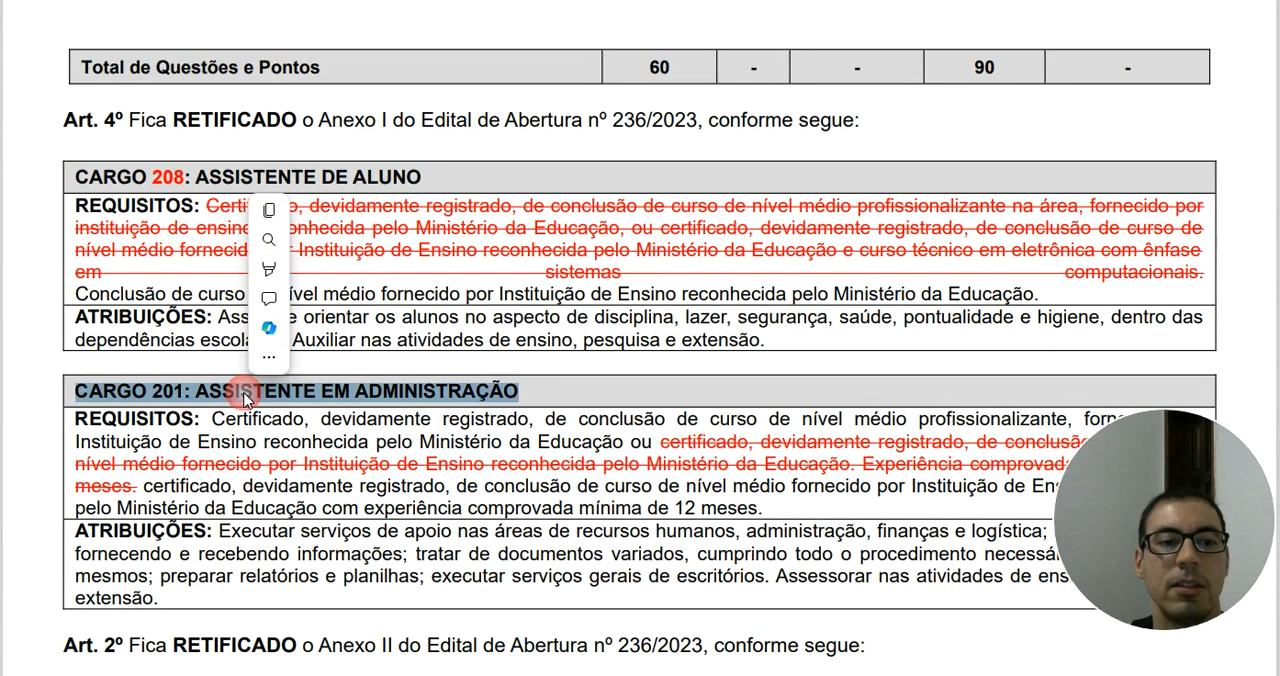 Total de Questões e Pontos 60 - - 90 -
Art. 4º Fica RETIFICADO o Anexo I do Edital de Abertura nº 236/2023, conforme segue:
CARGO 208: ASSISTENTE DE ALUNO
REQUISITOS: devidamente registrado, de conclusão de curso de nível médio profissionalizante na área, fornecido por
instituição de pelo Ministério da Educação, ou certificado, devidamente registrado, de conclusão de curso de
nível médio Instituição de Ensino reconhecida pelo Ministério da Educação e curso técnico em eletrônica com ênfase
em sistemas computacionais.
Conclusão de curso médio fornecido por Instituição de Ensino reconhecida pelo Ministério da Educação.
ATRIBUIÇÕES: e orientar os alunos no aspecto de disciplina, lazer, segurança, saúde, pontualidade e higiene, dentro das
dependências Auxiliar nas atividades de ensino, pesquisa e extensão.
CARGO 201: ASSISTENTE EM ADMINISTRAÇÃO
REQUISITOS: Certificado, devidamente registrado, de conclusão de curso de nível médio profissionalizante,
Instituição de Ensino reconhecida pelo Ministério da Educação ou certificado, devidamente registrado, de
nível médio fornecido por Instituição de Ensino reconhecida pelo Ministério da Educação. Experiência
meses. certificado, devidamente registrado, de conclusão de curso de nível médio fornecido por Instituição de
pelo Ministério da Educação com experiência comprovada mínima de 12 meses.
ATRIBUIÇÕES: Executar serviços de apoio nas áreas de recursos humanos, administração, finanças e logística;
fornecendo e recebendo informações; tratar de documentos variados, cumprindo todo o procedimento
mesmos; preparar relatórios e planilhas; executar serviços gerais de escritórios. Assessorar nas atividades de
extensão.
Art. 2º Fica RETIFICADO o Anexo II do Edital de Abertura nº 236/2023, conforme segue: